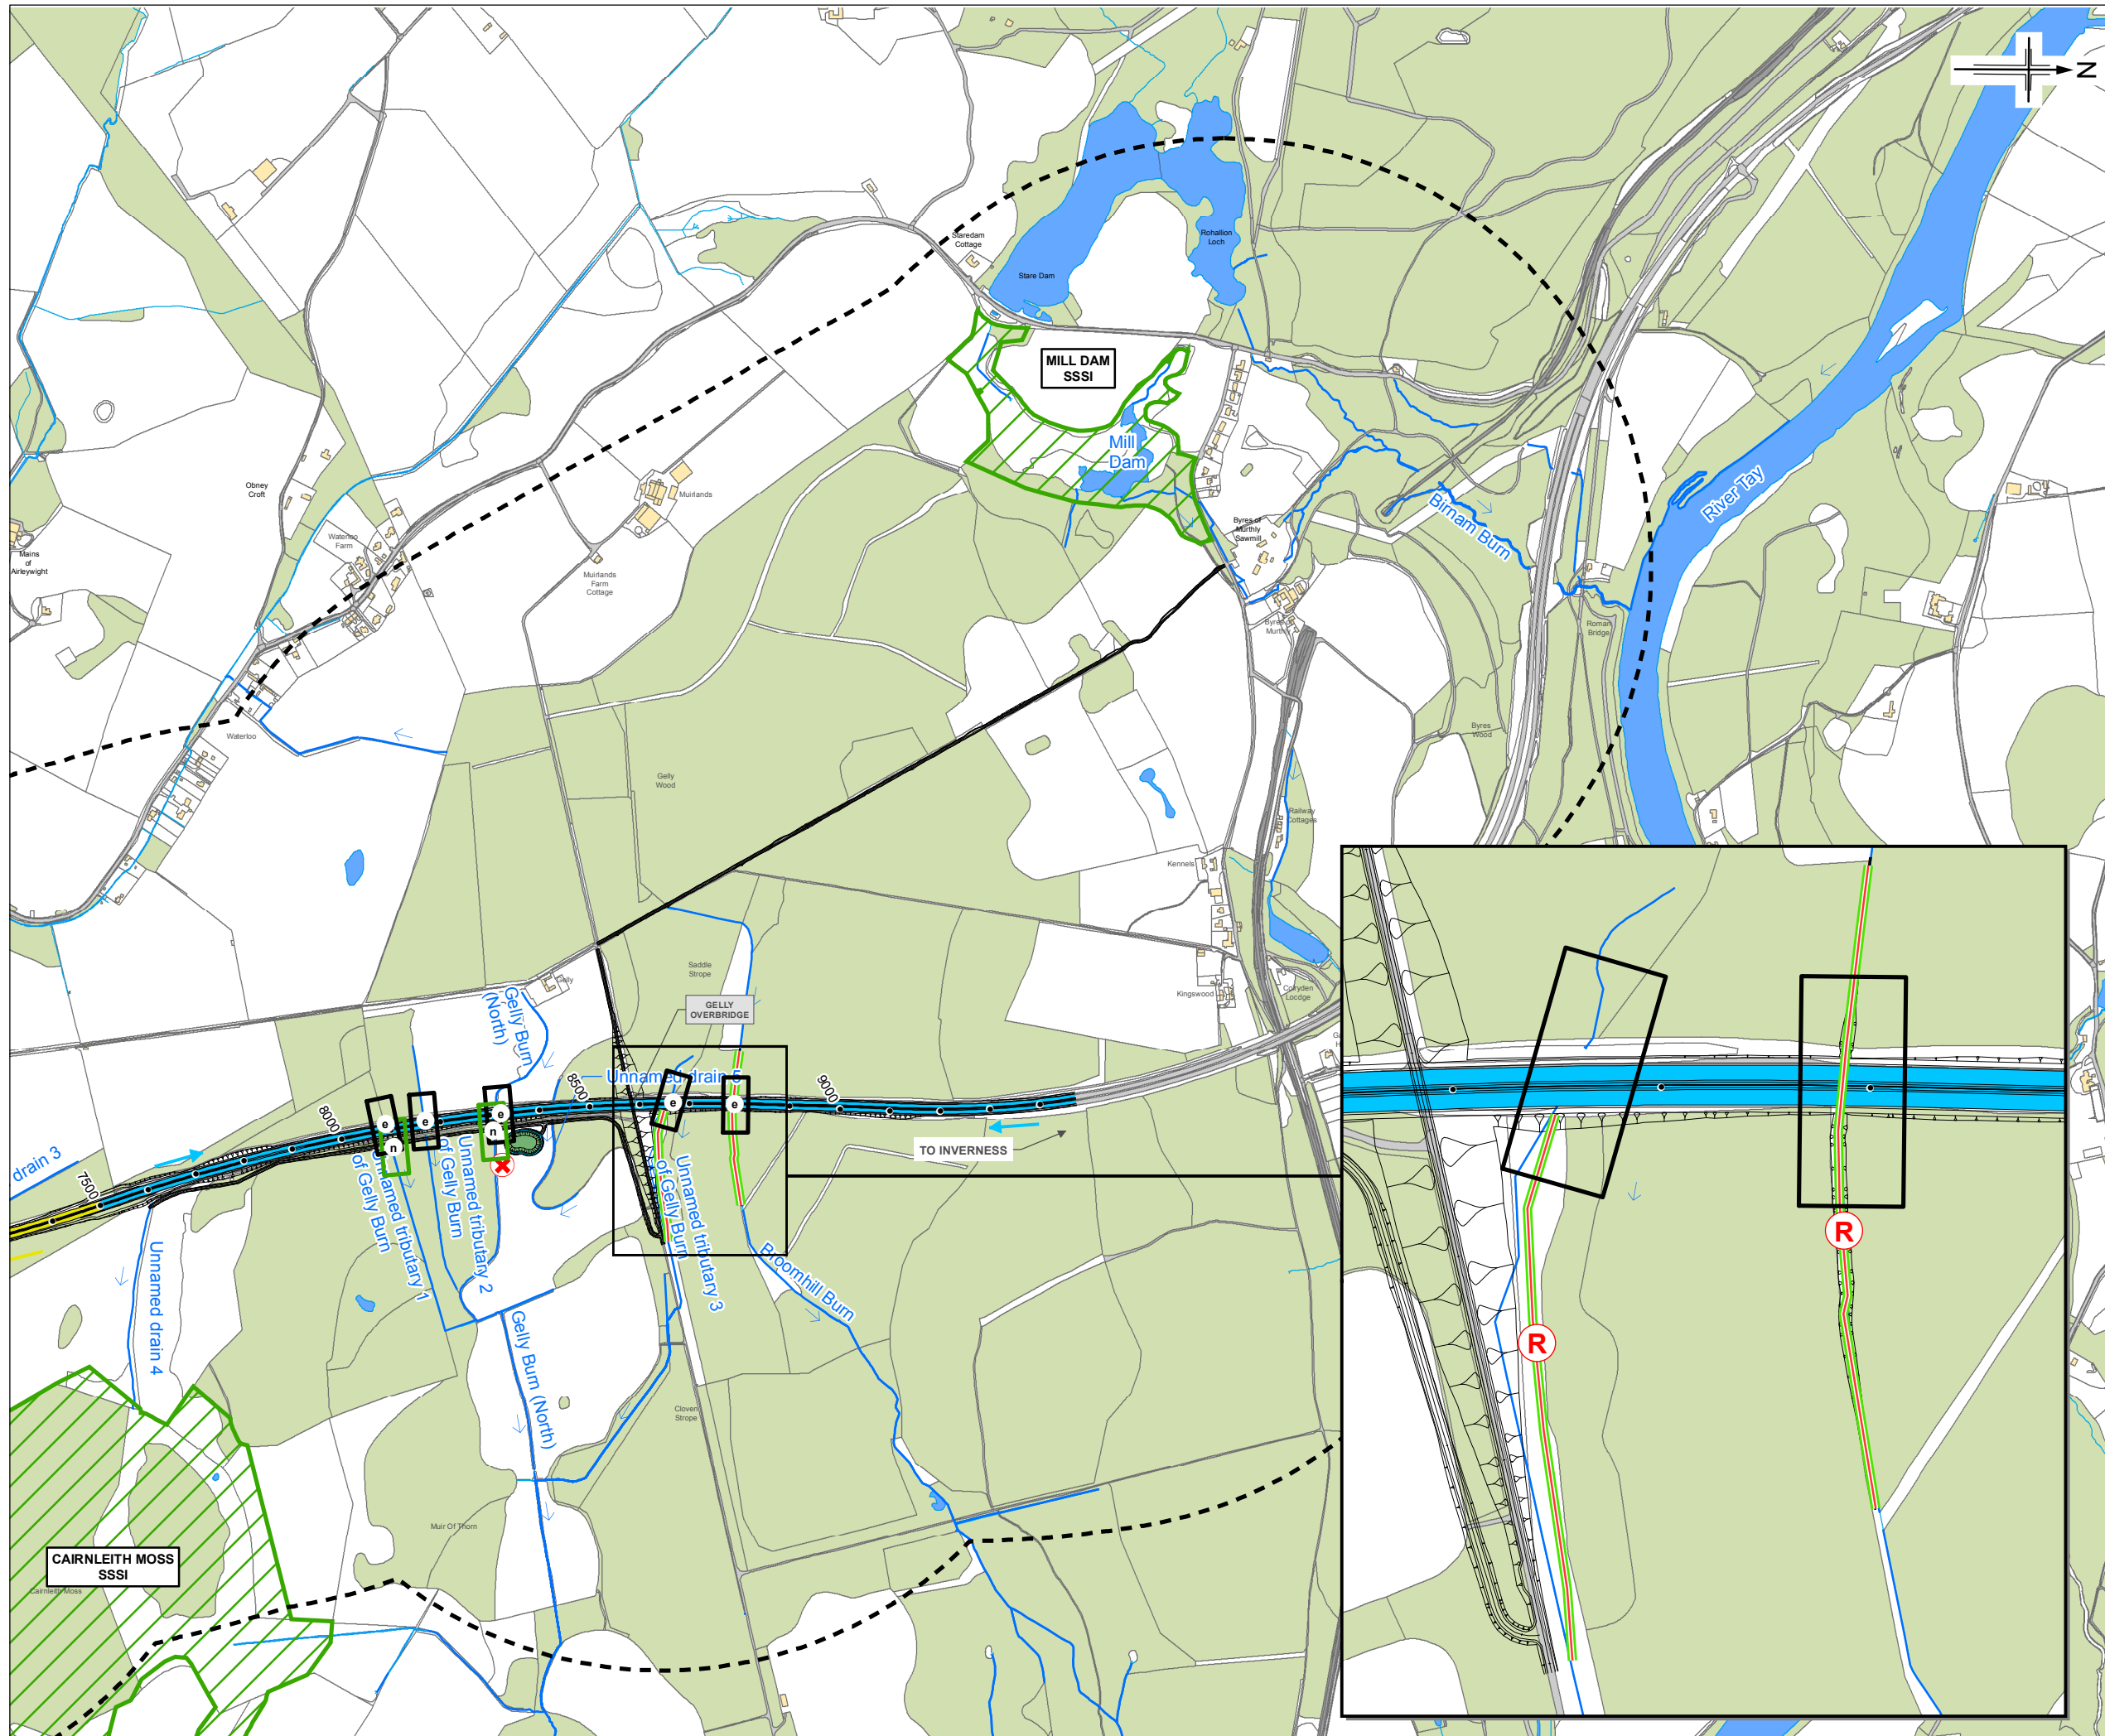 N
Staredam
Cottage
Rohallion
Loch
Stare Dam
MILL DAM
SSSI
Mill
Dam
Obney
Croft
Waterloo
Farm
Muirlands
Mains
of
Airleywight
Muirlands
Farm
Cottage
Byres of
Murthly
Sawmill
Byres of
Murthly
Birnam Burn
River Tay
Roman
Bridge
Byres
Wood
Waterloo
Gelly
Wood
Railway
Cottages
Kennels
Saddle
Strope
Gelly
Kingswood
Locdge
GELLY
OVERBRIDGE
Gelly Burn
(North)
Unnamed drain 5
7500
8000
8500
9000
e
e
e
e
e
n
n
TO INVERNESS
drain 3
Unnamed drain 4
Unnamed tributary 1
of Gelly Burn
Unnamed tributary 2
of Gelly Burn
Unnamed tributary 3
of Gelly Burn
Broomhill Burn
Gelly Burn (North)
Cloven
Strope
Muir Of Thorn
CAIRNLEITH MOSS
SSSI
Cairnleith Moss
R
R